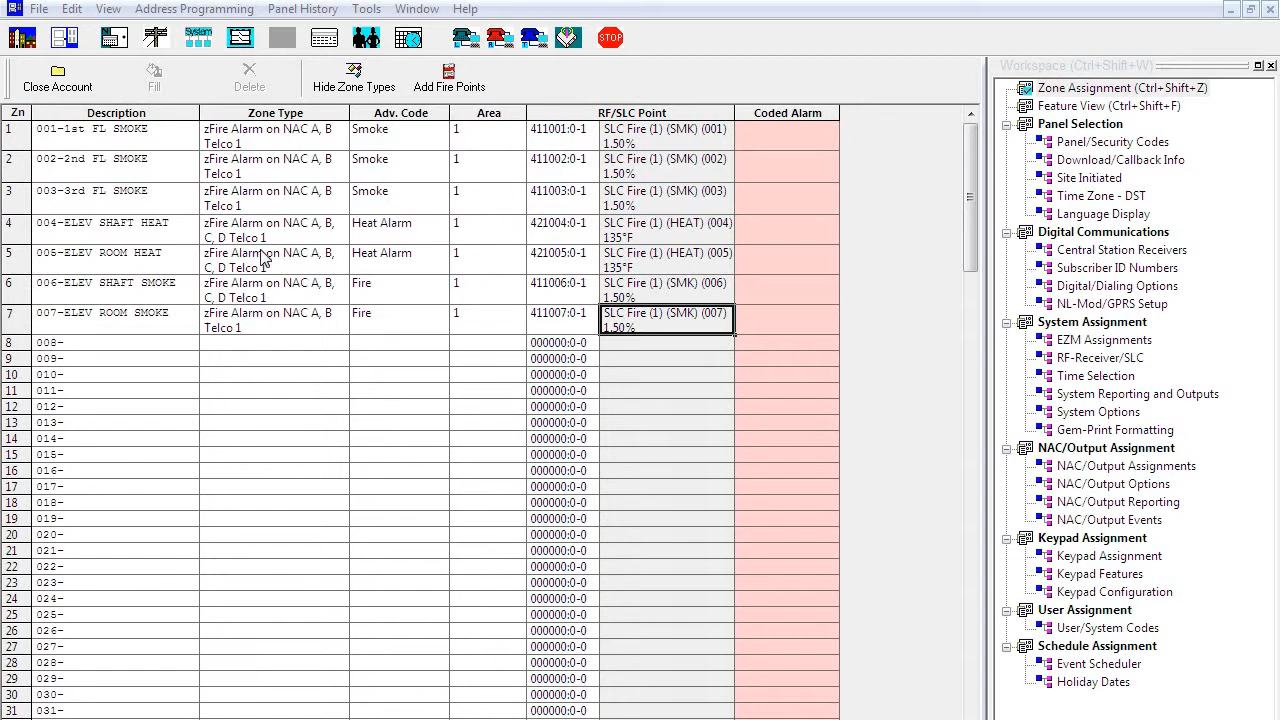 File Edit View Address Programming Panel History Tools Window Help
System
STOP
Close Account Fill Delete Hide Zone Types Add Fire Points
Workspace (Ctrl+Shift+W)
Zn Description Zone Type Adv. Code Area RF/SLC Point Coded Alarm
1 001-1st FL SMOKE zFire Alarm on NAC A, B Smoke 1 411001:0-1 SLC Fire (1) (SMK) (001)
Telco 1 1.50%
2 002-2nd FL SMOKE zFire Alarm on NAC A, B Smoke 1 411002:0-1 SLC Fire (1) (SMK) (002)
Telco 1 1.50%
3 003-3rd FL SMOKE zFire Alarm on NAC A, B Smoke 1 411003:0-1 SLC Fire (1) (SMK) (003)
Telco 1 1.50%
4 004-ELEV SHAFT HEAT zFire Alarm on NAC A, B, Heat Alarm 1 421004:0-1 SLC Fire (1) (HEAT) (004)
C, D Telco 1 135°F
5 005-ELEV ROOM HEAT zFire Alarm on NAC A, B, Heat Alarm 1 421005:0-1 SLC Fire (1) (HEAT) (005)
C, D Telco 1 135°F
6 006-ELEV SHAFT SMOKE zFire Alarm on NAC A, B, Fire 1 411006:0-1 SLC Fire (1) (SMK) (006)
C, D Telco 1 1.50%
7 007-ELEV ROOM SMOKE zFire Alarm on NAC A, B Fire 1 411007:0-1 SLC Fire (1) (SMK) (007)
Telco 1 1.50%
8 008- 000000:0-0
9 009- 000000:0-0
10 010- 000000:0-0
11 011- 000000:0-0
12 012- 000000:0-0
13 013- 000000:0-0
14 014- 000000:0-0
15 015- 000000:0-0
16 016- 000000:0-0
17 017- 000000:0-0
18 018- 000000:0-0
19 019- 000000:0-0
20 020- 000000:0-0
21 021- 000000:0-0
22 022- 000000:0-0
23 023- 000000:0-0
24 024- 000000:0-0
25 025- 000000:0-0
26 026- 000000:0-0
27 027- 000000:0-0
28 028- 000000:0-0
29 029- 000000:0-0
30 030- 000000:0-0
31 031- 000000:0-0
Zone Assignment (Ctrl+Shift+Z)
Feature View (Ctrl+Shift+F)
Panel Selection
Panel/Security Codes
Download/Callback Info
Site Initiated
Time Zone - DST
Language Display
Digital Communications
Central Station Receivers
Subscriber ID Numbers
Digital/Dialing Options
NL-Mod/GPRS Setup
System Assignment
EZM Assignments
RF-Receiver/SLC
Time Selection
System Reporting and Outputs
System Options
Gem-Print Formatting
NAC/Output Assignment
NAC/Output Assignments
NAC/Output Options
NAC/Output Reporting
NAC/Output Events
Keypad Assignment
Keypad Assignment
Keypad Features
Keypad Configuration
User Assignment
User/System Codes
Schedule Assignment
Event Scheduler
Holiday Dates